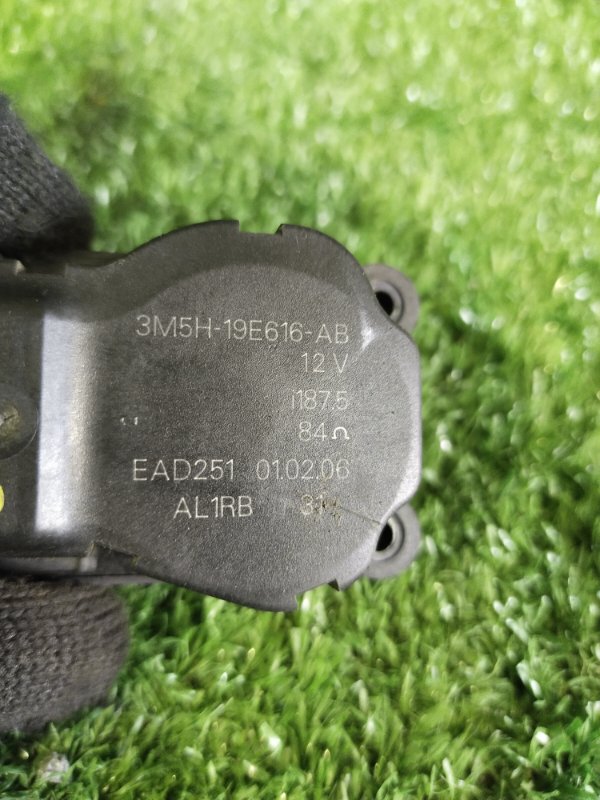 3M5H-19E616-AB
12 V
i187.5
84Ω
EAD251 01.02.06
AL1RB